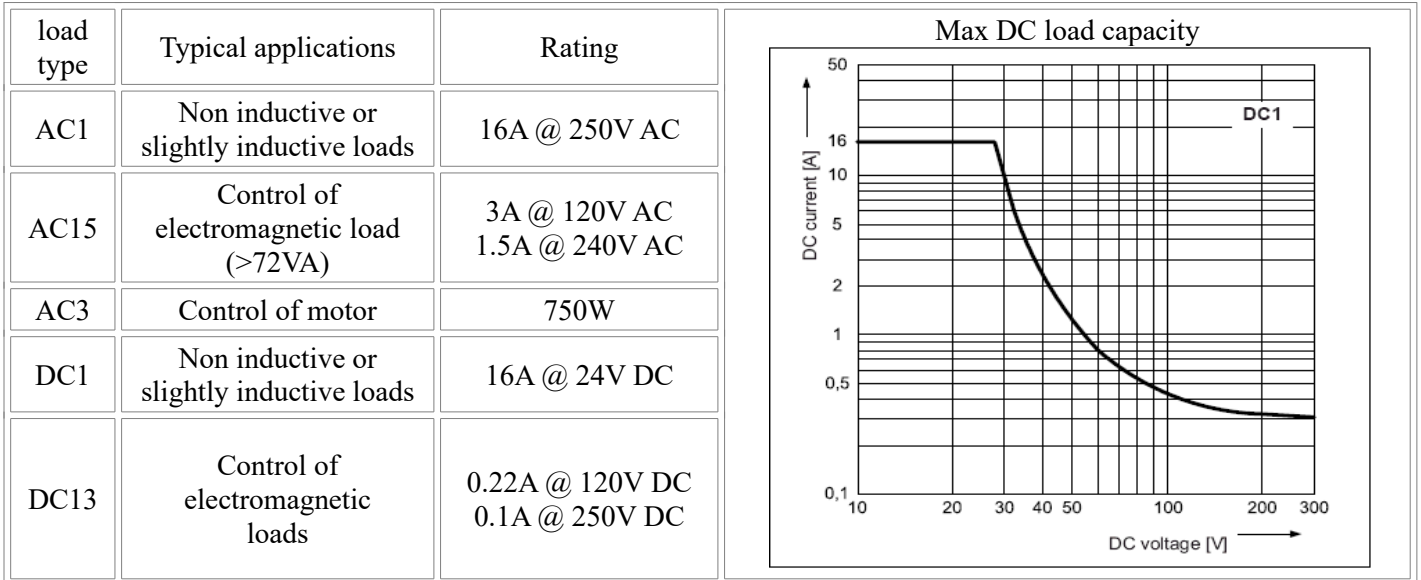 load
type
Typical applications
Rating
Max DC load capacity
AC1
Non inductive or
slightly inductive loads
16A @ 250V AC
AC15
Control of
electromagnetic load
(>72VA)
3A @ 120V AC
1.5A @ 240V AC
AC3
Control of motor
750W
DC1
Non inductive or
slightly inductive loads
16A @ 24V DC
DC13
Control of
electromagnetic
loads
0.22A @ 120V DC
0.1A @ 250V DC
DC1
DC current [A]
50
16
10
5
2
1
0,5
0,1
10 20 30 40 50 100 200 300
DC voltage [V]